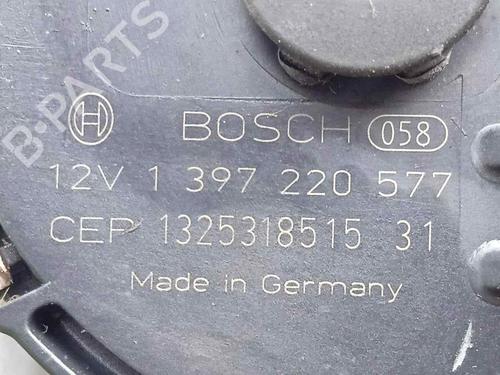 B-PARTS
BOSCH 058
12V 1 397 220 577
CEP 1325318515 31
Made in Germany